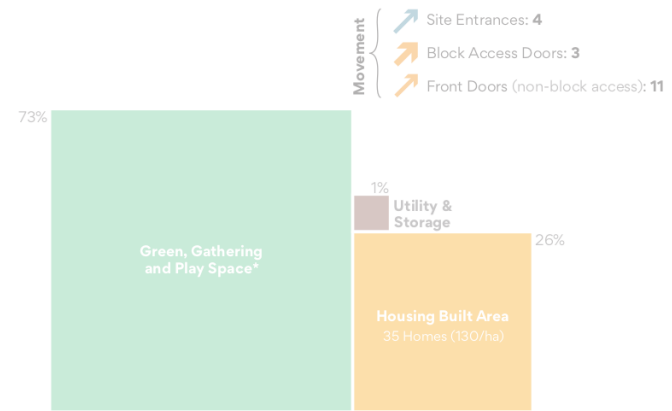 Movement
Site Entrances: 4
Block Access Doors: 3
Front Doors (non-block access): 11
73%
1%
Utility &
Storage
26%
Green, Gathering
and Play Space*
Housing Built Area
35 Homes (130/ha)